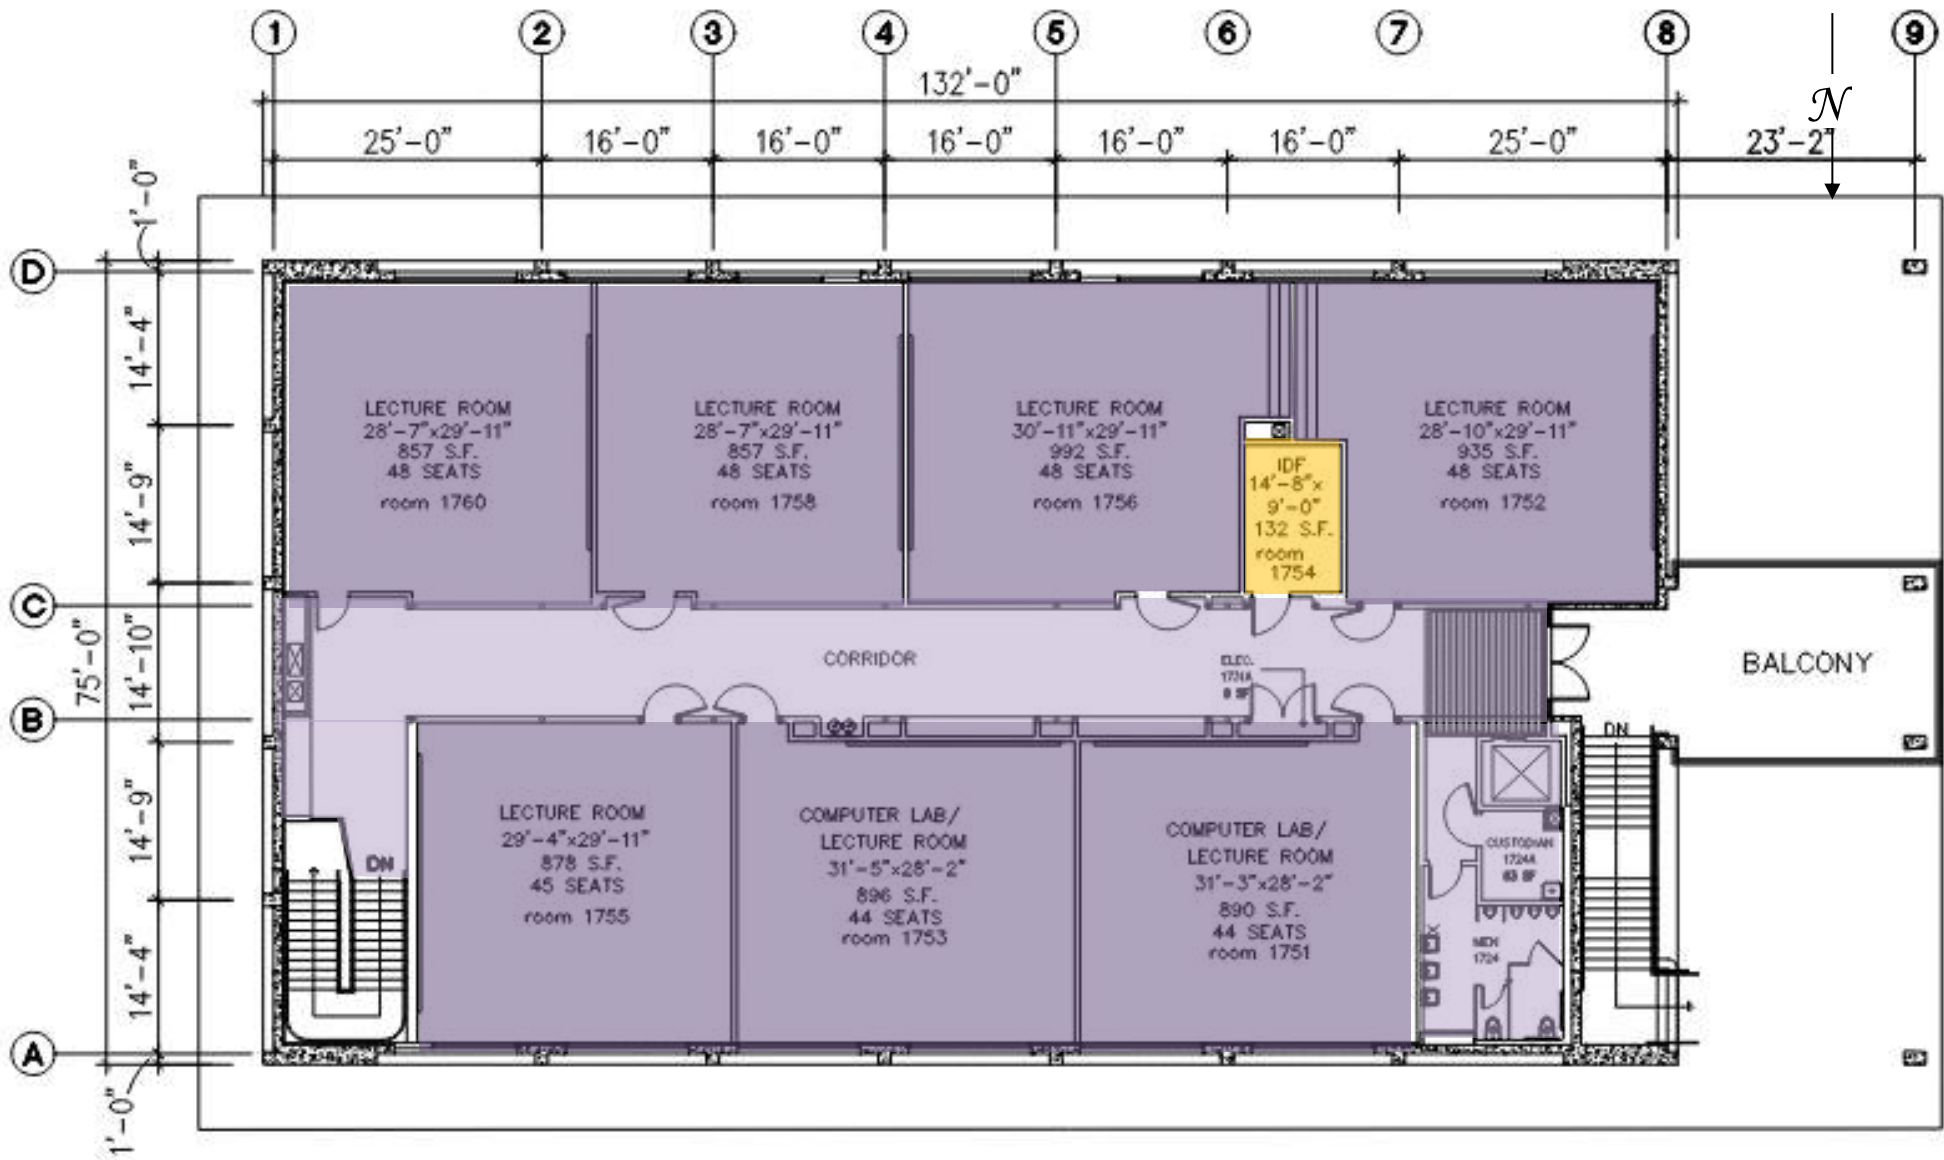 1 2 3 4 5 6 7 8 9
132'-0"
N
25'-0" 16'-0" 16'-0" 16'-0" 16'-0" 16'-0" 25'-0" 23'-2"
1'-0"
D
14'-4"
14'-9"
C
75'-0"
14'-10"
B
14'-9"
14'-4"
A
1'-0"
LECTURE ROOM
28'-7"x29'-11"
857 S.F.
48 SEATS
room 1760
LECTURE ROOM
28'-7"x29'-11"
857 S.F.
48 SEATS
room 1758
LECTURE ROOM
30'-11"x29'-11"
992 S.F.
48 SEATS
room 1756
IDF
14'-8"x
9'-0"
132 S.F.
room
1754
LECTURE ROOM
28'-10"x29'-11"
935 S.F.
48 SEATS
room 1752
CORRIDOR
ELEC.
BALCONY
DN
DN
LECTURE ROOM
29'-4"x29'-11"
878 S.F.
45 SEATS
room 1755
COMPUTER LAB/
LECTURE ROOM
31'-5"x28'-2"
896 S.F.
44 SEATS
room 1753
COMPUTER LAB/
LECTURE ROOM
31'-3"x28'-2"
890 S.F.
44 SEATS
room 1751
CUSTODIAN
1724A
63 SF
MEN
1724